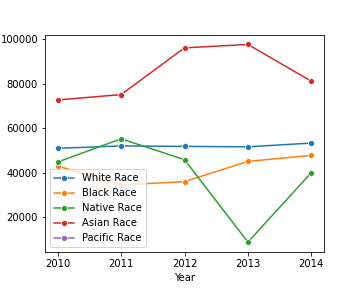 100000
80000
60000
40000
20000
White Race
Black Race
Native Race
Asian Race
Pacific Race
2010 2011 2012 2013 2014
Year